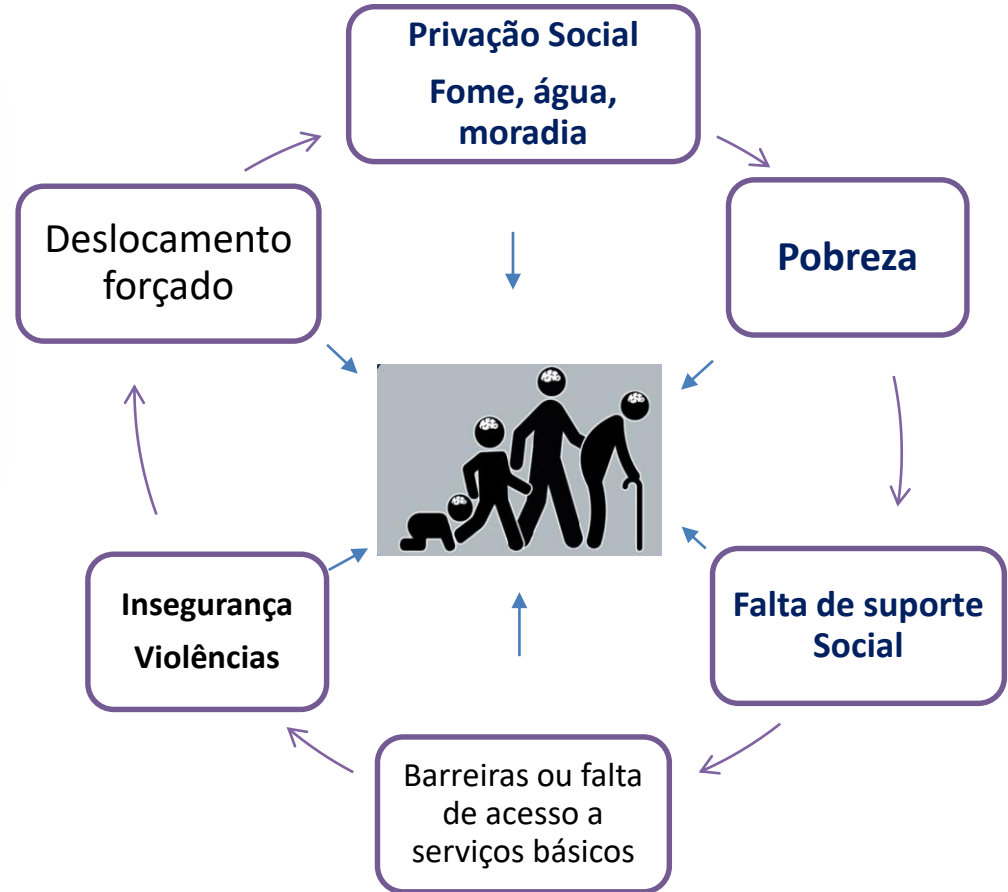 Privação Social
Fome, água,
moradia
Deslocamento
forçado
Pobreza
Insegurança
Violências
Falta de suporte
Social
Barreiras ou falta
de acesso a
serviços básicos